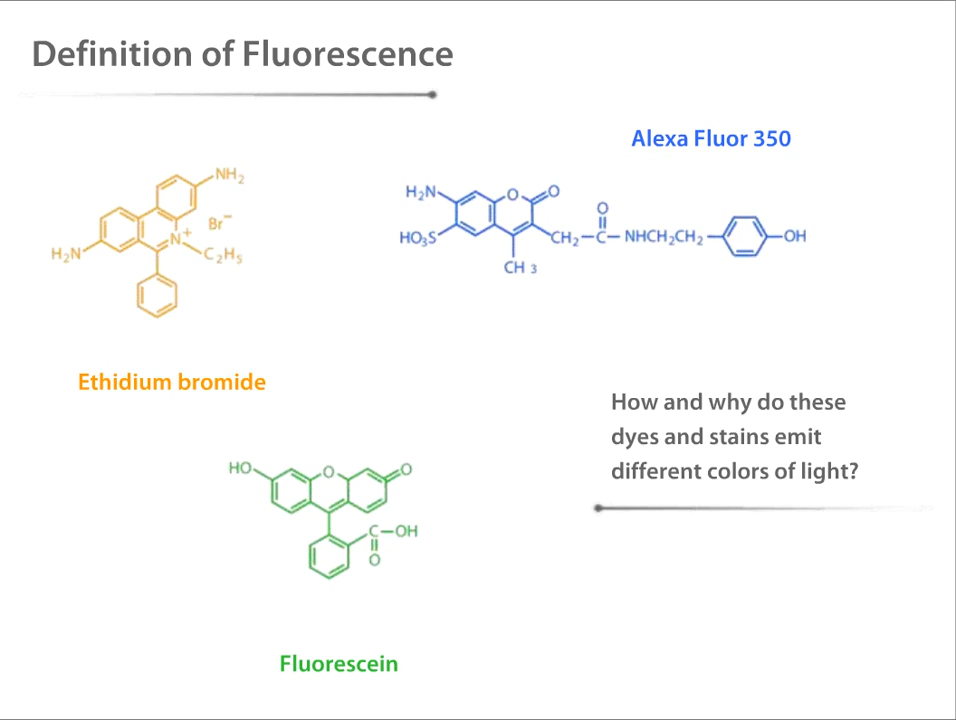 Definition of Fluorescence
Alexa Fluor 350
NH₂
Br⁻
N⁺
H₂N
C₂H₅
H₂N
O
O
HO₃S
CH₂
C
O
NHCH₂CH₂
OH
CH 3
Ethidium bromide
How and why do these
dyes and stains emit
different colors of light?
HO
O
O
C
OH
O
Fluorescein